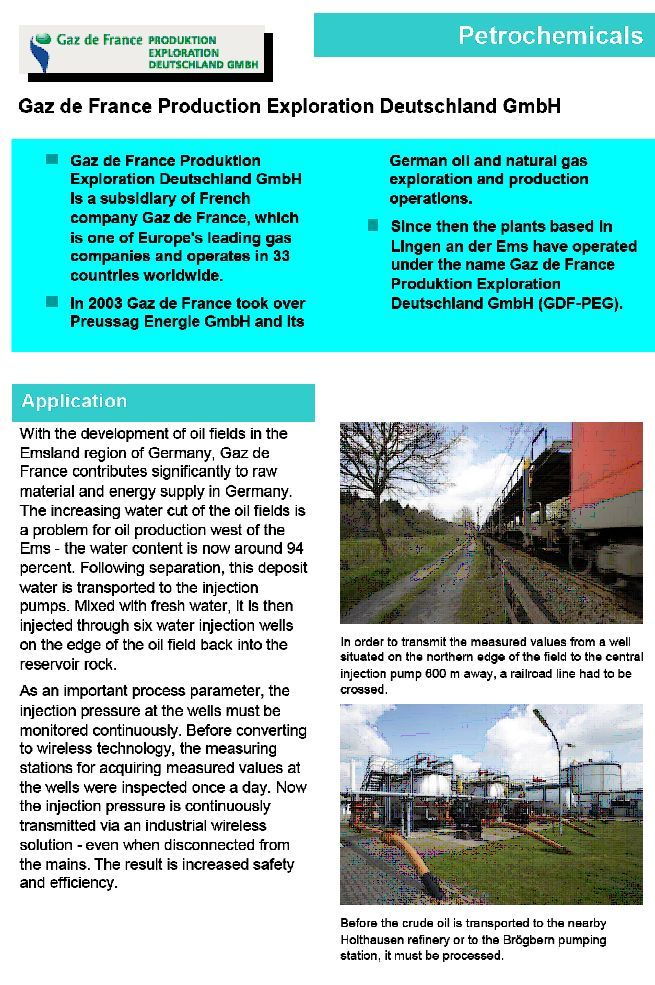 Gaz de France PRODUKTION
EXPLORATION
DEUTSCHLAND GMBH
Petrochemicals
Gaz de France Production Exploration Deutschland GmbH
Gaz de France Produktion
Exploration Deutschland GmbH
is a subsidiary of French
company Gaz de France, which
is one of Europe's leading gas
companies and operates in 33
countries worldwide.
In 2003 Gaz de France took over
Preussag Energie GmbH and its
German oil and natural gas
exploration and production
operations.
Since then the plants based in
Lingen an der Ems have operated
under the name Gaz de France
Produktion Exploration
Deutschland GmbH (GDF-PEG).
Application
With the development of oil fields in the
Emsland region of Germany, Gaz de
France contributes significantly to raw
material and energy supply in Germany.
The increasing water cut of the oil fields is
a problem for oil production west of the
Ems - the water content is now around 94
percent. Following separation, this deposit
water is transported to the injection
pumps. Mixed with fresh water, it is then
injected through six water injection wells
on the edge of the oil field back into the
reservoir rock.
As an important process parameter, the
injection pressure at the wells must be
monitored continuously. Before converting
to wireless technology, the measuring
stations for acquiring measured values at
the wells were inspected once a day. Now
the injection pressure is continuously
transmitted via an industrial wireless
solution - even when disconnected from
the mains. The result is increased safety
and efficiency.
In order to transmit the measured values from a well
situated on the northern edge of the field to the central
injection pump 600 m away, a railroad line had to be
crossed.
Before the crude oil is transported to the nearby
Holthausen refinery or to the Brögbern pumping
station, it must be processed.